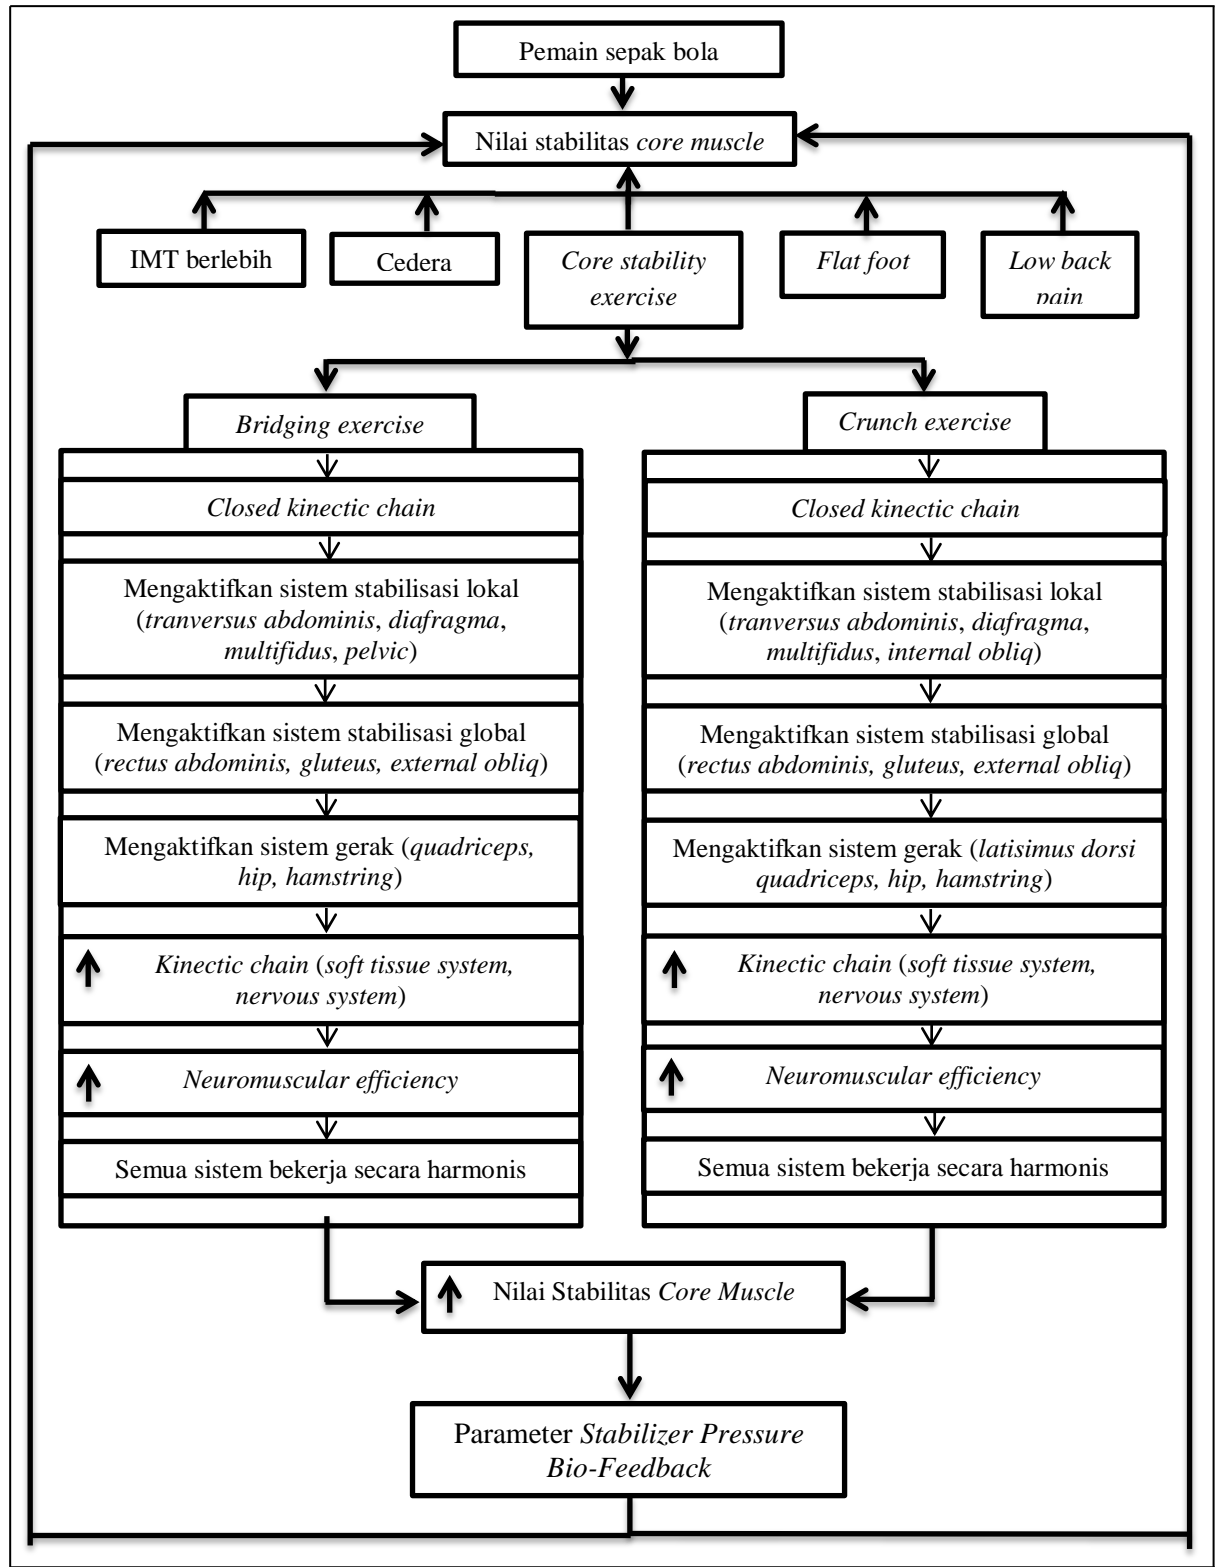 Pemain sepak bola
Nilai stabilitas core muscle
IMT berlebih
Cedera
Core stability
exercise
Flat foot
Low back
pain
Bridging exercise
Closed kinectic chain
Mengaktifkan sistem stabilisasi lokal
(tranversus abdominis, diafragma,
multifidus, pelvic)
Mengaktifkan sistem stabilisasi global
(rectus abdominis, gluteus, external obliq)
Mengaktifkan sistem gerak (quadriceps,
hip, hamstring)
Kinectic chain (soft tissue system,
nervous system)
Neuromuscular efficiency
Semua sistem bekerja secara harmonis
Crunch exercise
Closed kinectic chain
Mengaktifkan sistem stabilisasi lokal
(tranversus abdominis, diafragma,
multifidus, internal obliq)
Mengaktifkan sistem stabilisasi global
(rectus abdominis, gluteus, external obliq)
Mengaktifkan sistem gerak (latisimus dorsi
quadriceps, hip, hamstring)
Kinectic chain (soft tissue system,
nervous system)
Neuromuscular efficiency
Semua sistem bekerja secara harmonis
Nilai Stabilitas Core Muscle
Parameter Stabilizer Pressure
Bio-Feedback